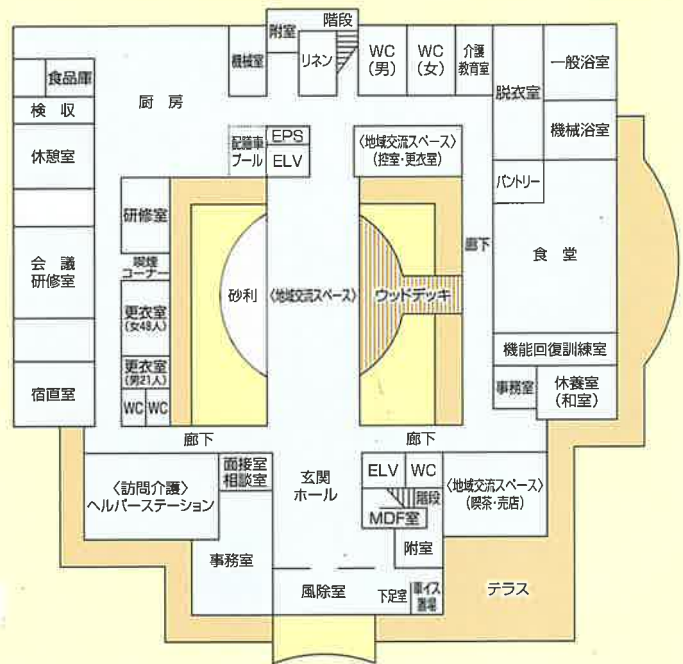 附室
階段
機械室
リネン
WC
(男)
WC
(女)
介護
教育室
脱衣室
一般浴室
食品庫
厨房
検収
機械浴室
休憩室
配膳車
プール
EPS
ELV
〈地域交流スペース〉
(控室・更衣室)
パントリー
研修室
廊下
食堂
会議
研修室
喫煙
コーナー
砂利
〈地域交流スペース〉
ウッドデッキ
更衣室
(女48人)
機能回復訓練室
更衣室
(男21人)
事務室
休養室
(和室)
宿直室
WC
WC
廊下
廊下
〈訪問介護〉
ヘルパーステーション
面接室
相談室
玄関
ホール
ELV
WC
〈地域交流スペース〉
(喫茶・売店)
階段
MDF室
附室
事務室
風除室
下足室
車イス
置場
テラス